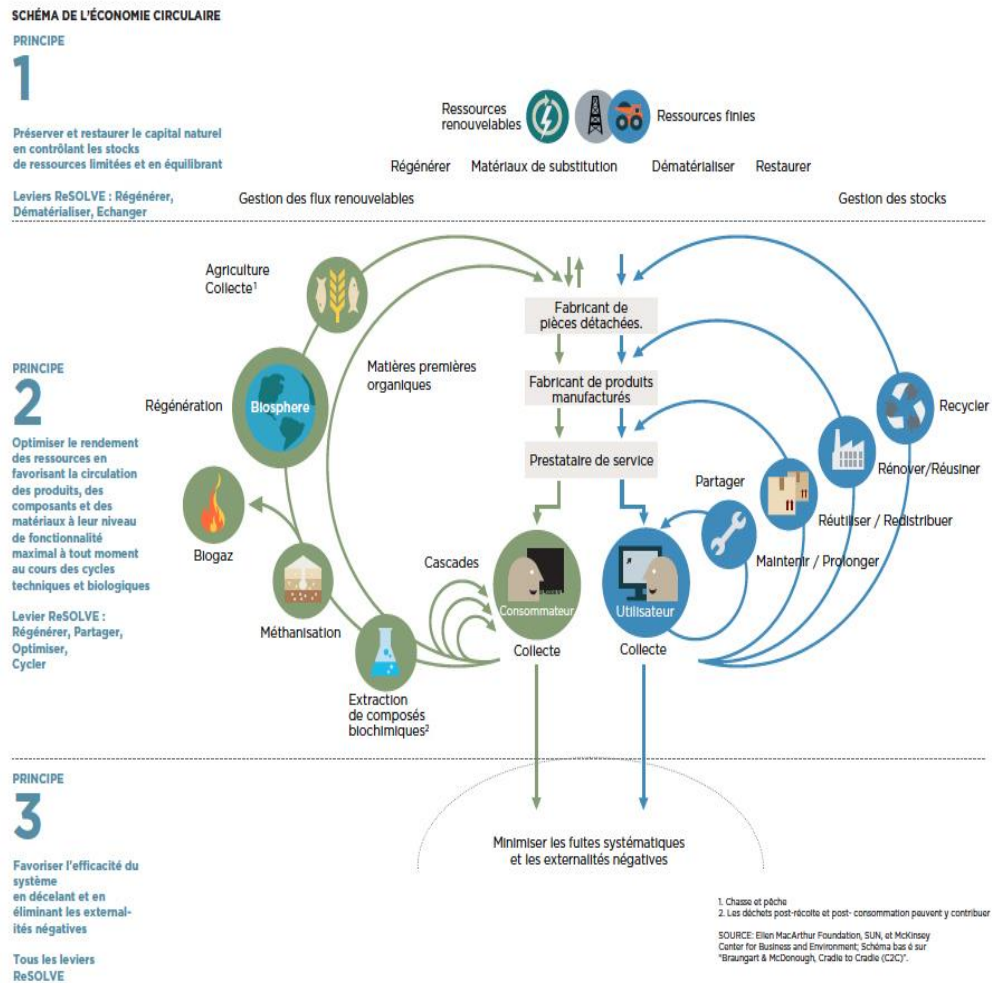 SCHÉMA DE L'ÉCONOMIE CIRCULAIRE
PRINCIPE
1
Préserver et restaurer le capital naturel
en contrôlant les stocks
de ressources limitées et en équilibrant
Leviers ReSOLVE : Régénérer,
Dématérialiser, Echanger
Ressources
renouvelables
Ressources finies
Régénérer
Matériaux de substitution
Dématérialiser
Restaurer
Gestion des flux renouvelables
Gestion des stocks
PRINCIPE
2
Optimiser le rendement
des ressources en
favorisant la circulation
des produits, des
composants et des
matériaux à leur niveau
de fonctionnalité
maximal à tout moment
au cours des cycles
techniques et biologiques
Levier ReSOLVE :
Régénérer, Partager,
Optimiser,
Cycler
Agriculture
Collecte¹
Régénération
Biosphere
Matières premières
organiques
Biogaz
Méthanisation
Extraction
de composés
biochimiques²
Cascades
Fabricant de
pièces détachées.
Fabricant de produits
manufacturés
Prestataire de service
Consommateur
Utilisateur
Collecte
Collecte
Partager
Maintenir / Prolonger
Réutiliser / Redistribuer
Rénover/Réusiner
Recycler
PRINCIPE
3
Favoriser l'efficacité du
système
en décelant et en
éliminant les external-
ités négatives
Tous les leviers
ReSOLVE
Minimiser les fuites systématiques
et les externalités négatives
1. Chasse et pêche
2. Les déchets post-récolte et post- consommation peuvent y contribuer
SOURCE: Ellen MacArthur Foundation, SUN, et McKinsey
Center for Business and Environment; Schéma bas é sur
"Braungart & McDonough, Cradle to Cradle (C2C)".